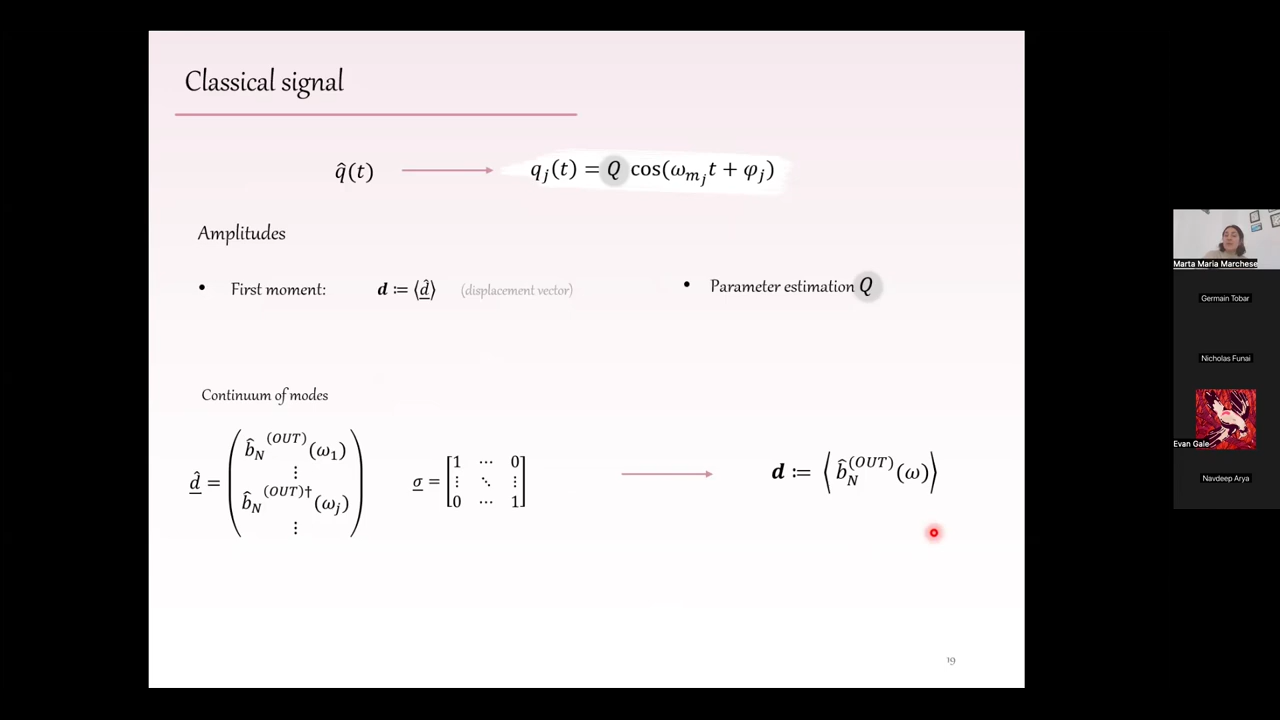 Classical signal
q̂(t) → q_j(t) = Q cos(ω_{m_j} t + φ_j)
Amplitudes
• First moment: d ≔ ⟨d̂⟩ (displacement vector)
• Parameter estimation Q
Continuum of modes
d̂ = ( b̂_N^{(OUT)}(ω_1) ⋮ b̂_N^{(OUT)†}(ω_j) ⋮ )
σ = [ 1 ⋯ 0 ⋮ ⋱ ⋮ 0 ⋯ 1 ]
→ d ≔ ⟨ b̂_N^{(OUT)}(ω) ⟩
19
Marta Maria Marchese
Germain Tobar
Nicholas Funai
Evan Gale
Navdeep Arya